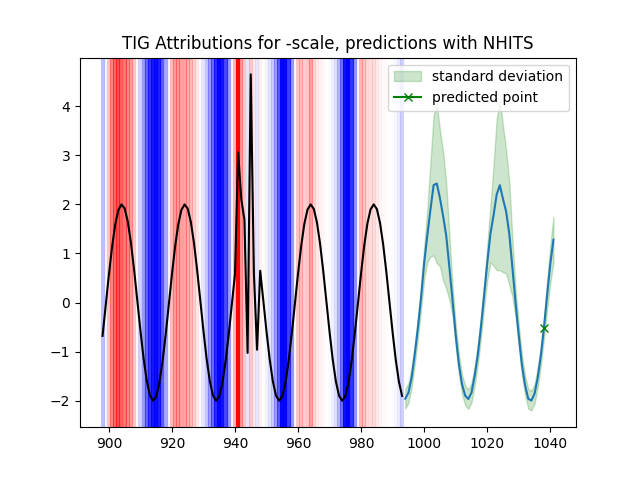 TIG Attributions for -scale, predictions with NHITS
standard deviation
predicted point
4
3
2
1
0
−1
−2
900 920 940 960 980 1000 1020 1040